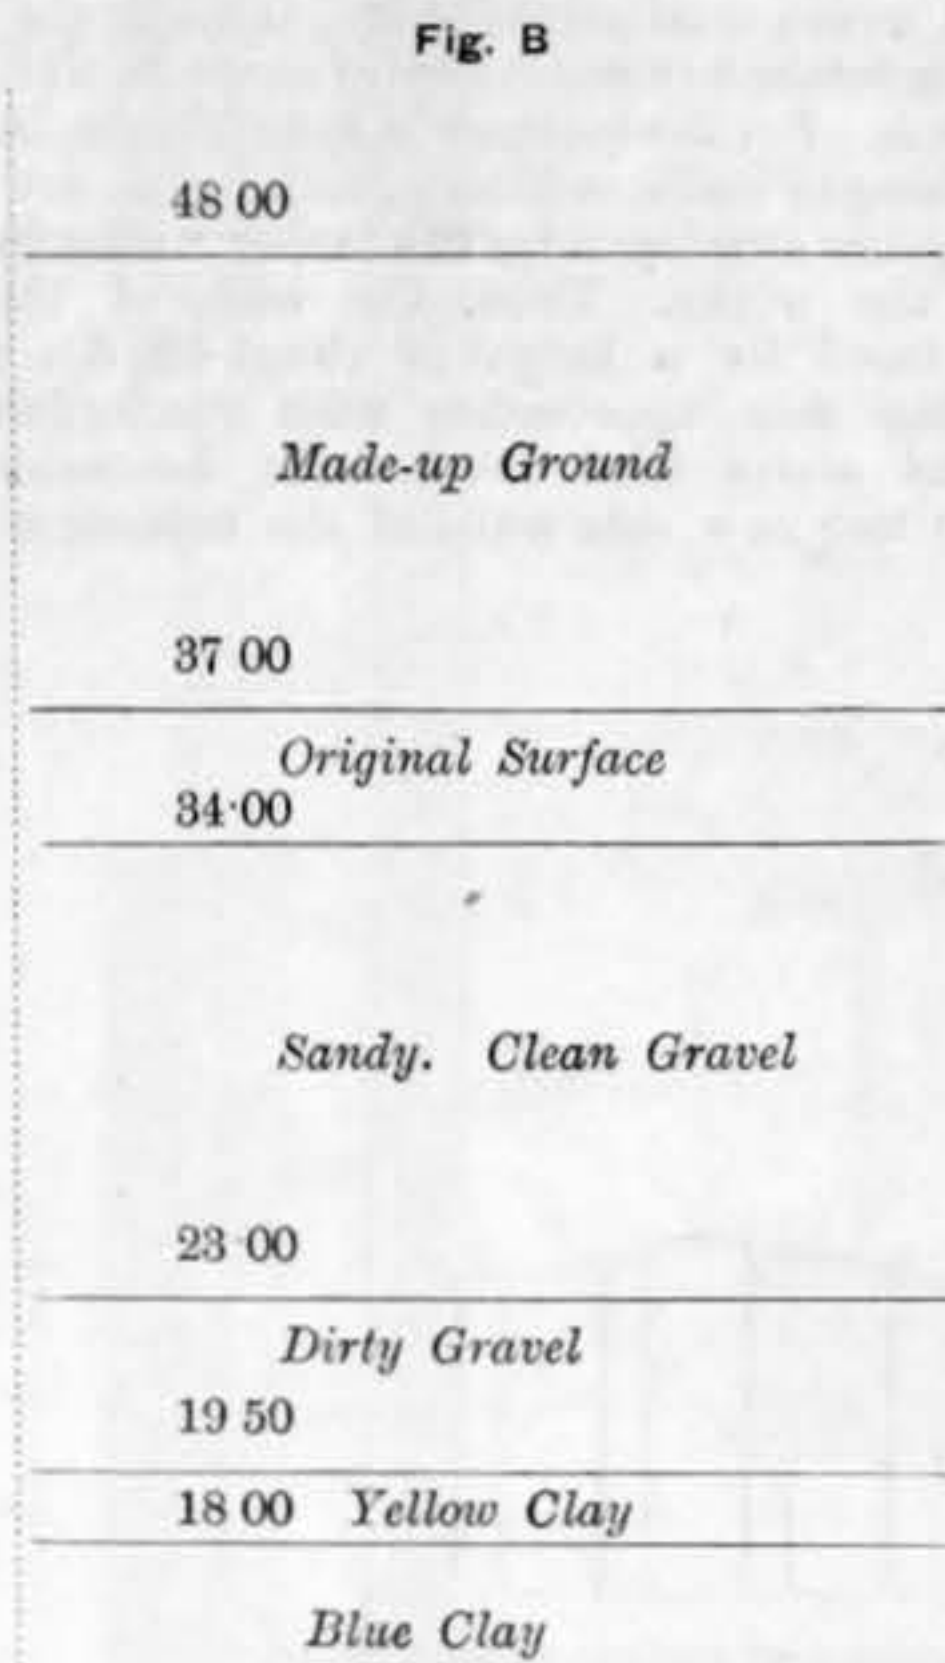 Fig. B
48 00
Made-up Ground
37 00
Original Surface
34·00
Sandy. Clean Gravel
23 00
Dirty Gravel
19 50
18 00 Yellow Clay
Blue Clay